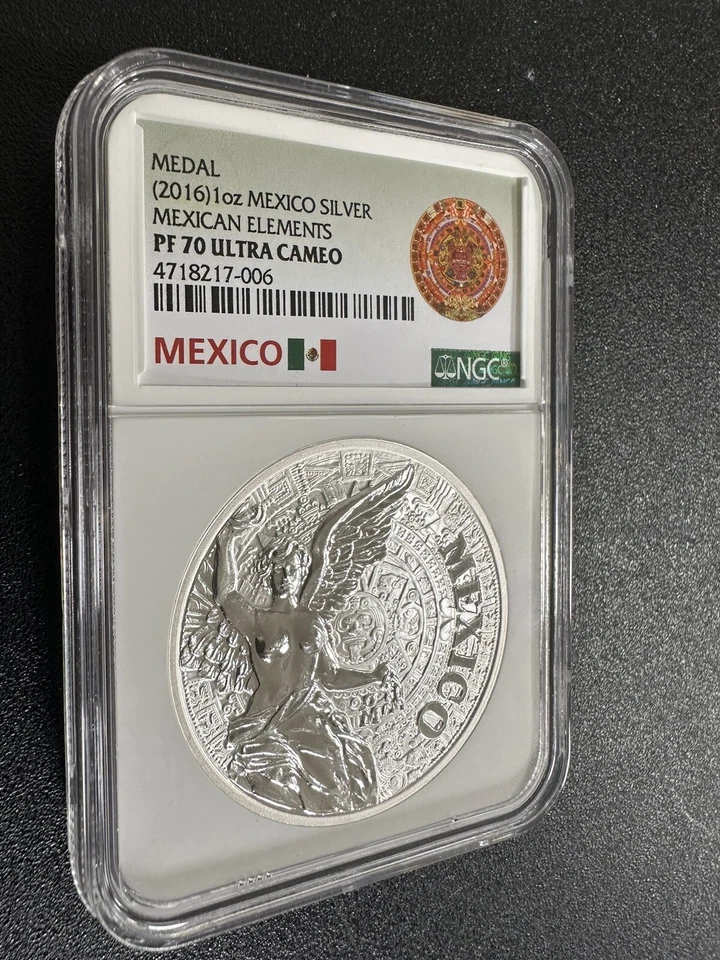 MEDAL
(2016)1oz MEXICO SILVER
MEXICAN ELEMENTS
PF 70 ULTRA CAMEO
4718217-006
MEXICO
NGC®
MEXICO